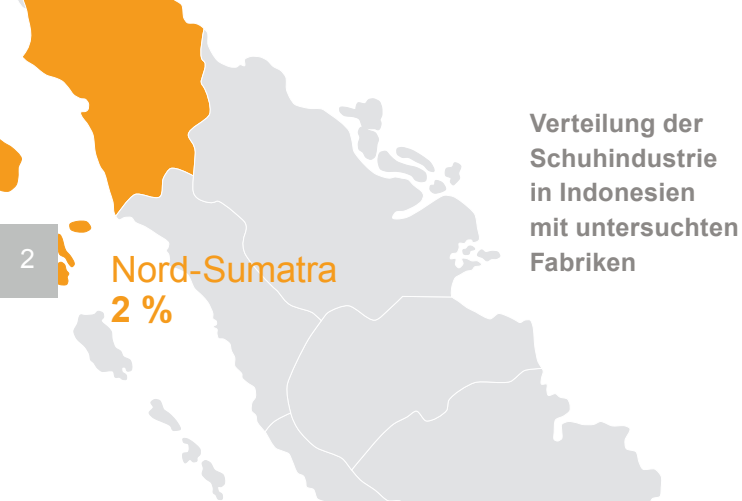 Verteilung der
Schuhindustrie
in Indonesien
mit untersuchten
Fabriken
2
Nord-Sumatra
2 %